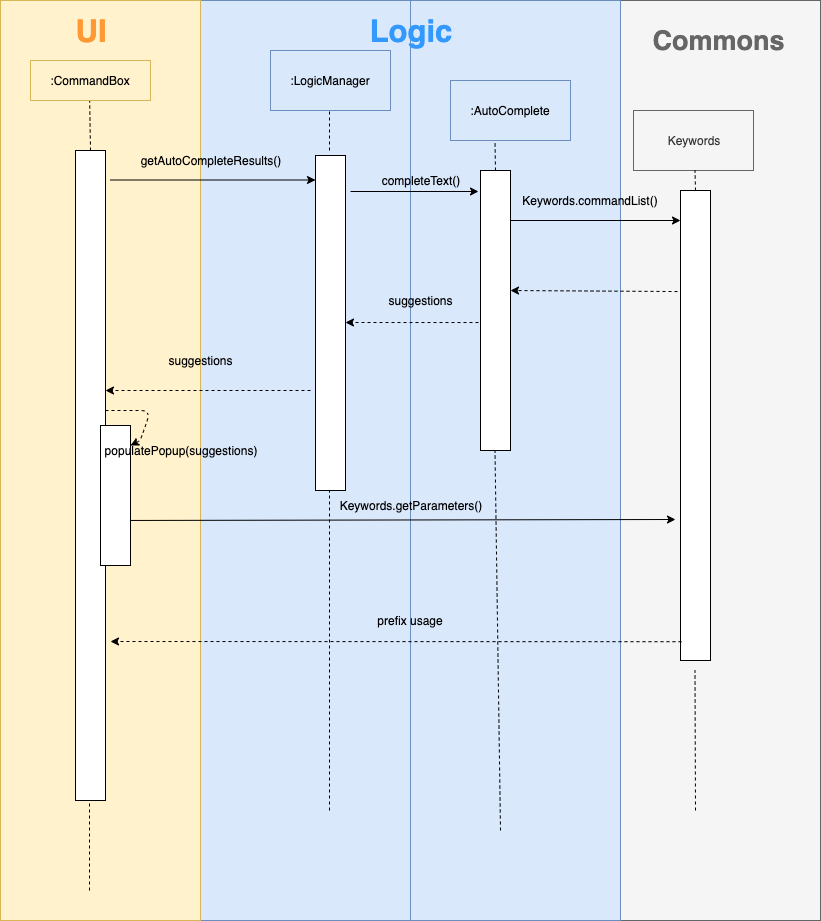 UI
Logic
Commons
:CommandBox
:LogicManager
:AutoComplete
Keywords
getAutoCompleteResults()
completeText()
Keywords.commandList()
suggestions
suggestions
populatePopup(suggestions)
Keywords.getParameters()
prefix usage